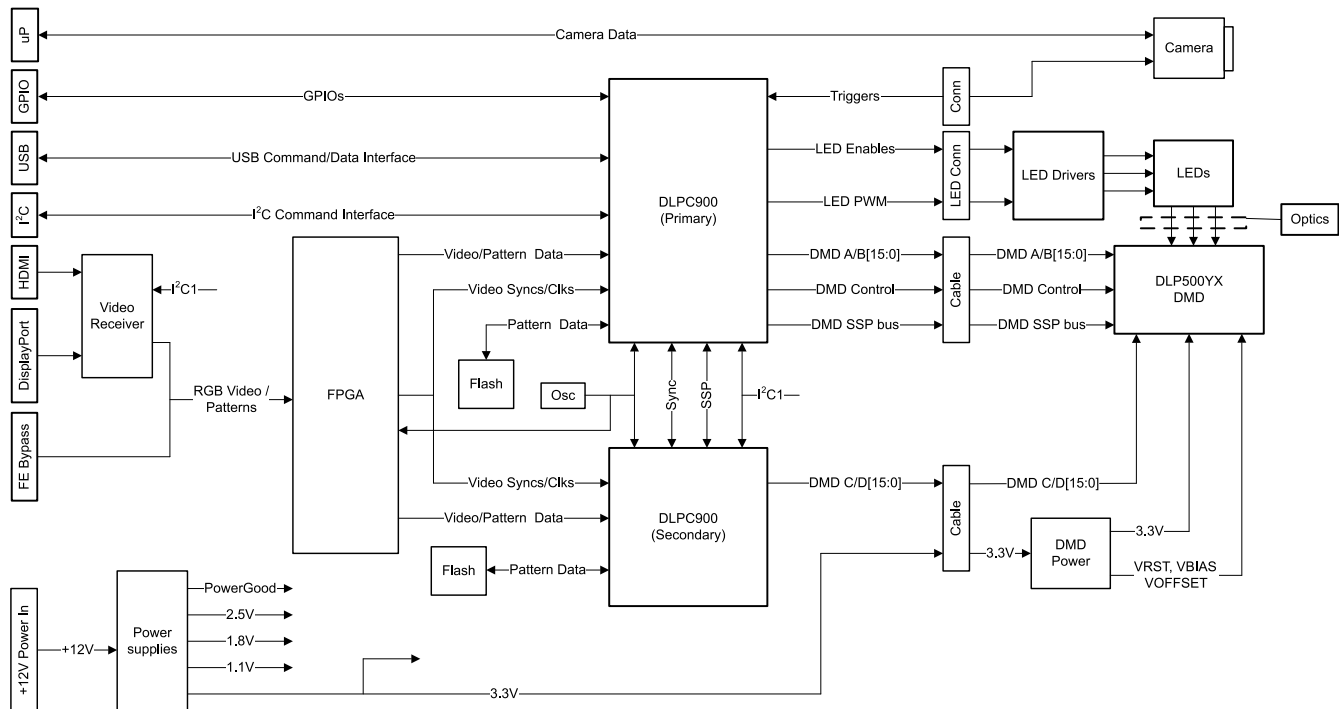 uP
Camera Data
Camera
GPIO
GPIOs
Triggers
Conn
USB
USB Command/Data Interface
LED Enables
LED Conn
LED Drivers
LEDs
I²C
I²C Command Interface
DLPC900
(Primary)
LED PWM
Optics
HDMI
Video
Receiver
I²C1
Video/Pattern Data
DMD A/B[15:0]
Cable
DMD A/B[15:0]
DLP500YX
DMD
Video Syncs/Clks
DMD Control
DMD Control
DisplayPort
Pattern Data
DMD SSP bus
DMD SSP bus
Flash
RGB Video /
Patterns
FPGA
Osc
Sync
SSP
I²C1
FE Bypass
Video Syncs/Clks
DLPC900
(Secondary)
DMD C/D[15:0]
Cable
DMD C/D[15:0]
Video/Pattern Data
3.3V
DMD
Power
3.3V
Flash
Pattern Data
VRST, VBIAS
VOFFSET
+12V Power In
+12V
Power
supplies
PowerGood
2.5V
1.8V
1.1V
3.3V